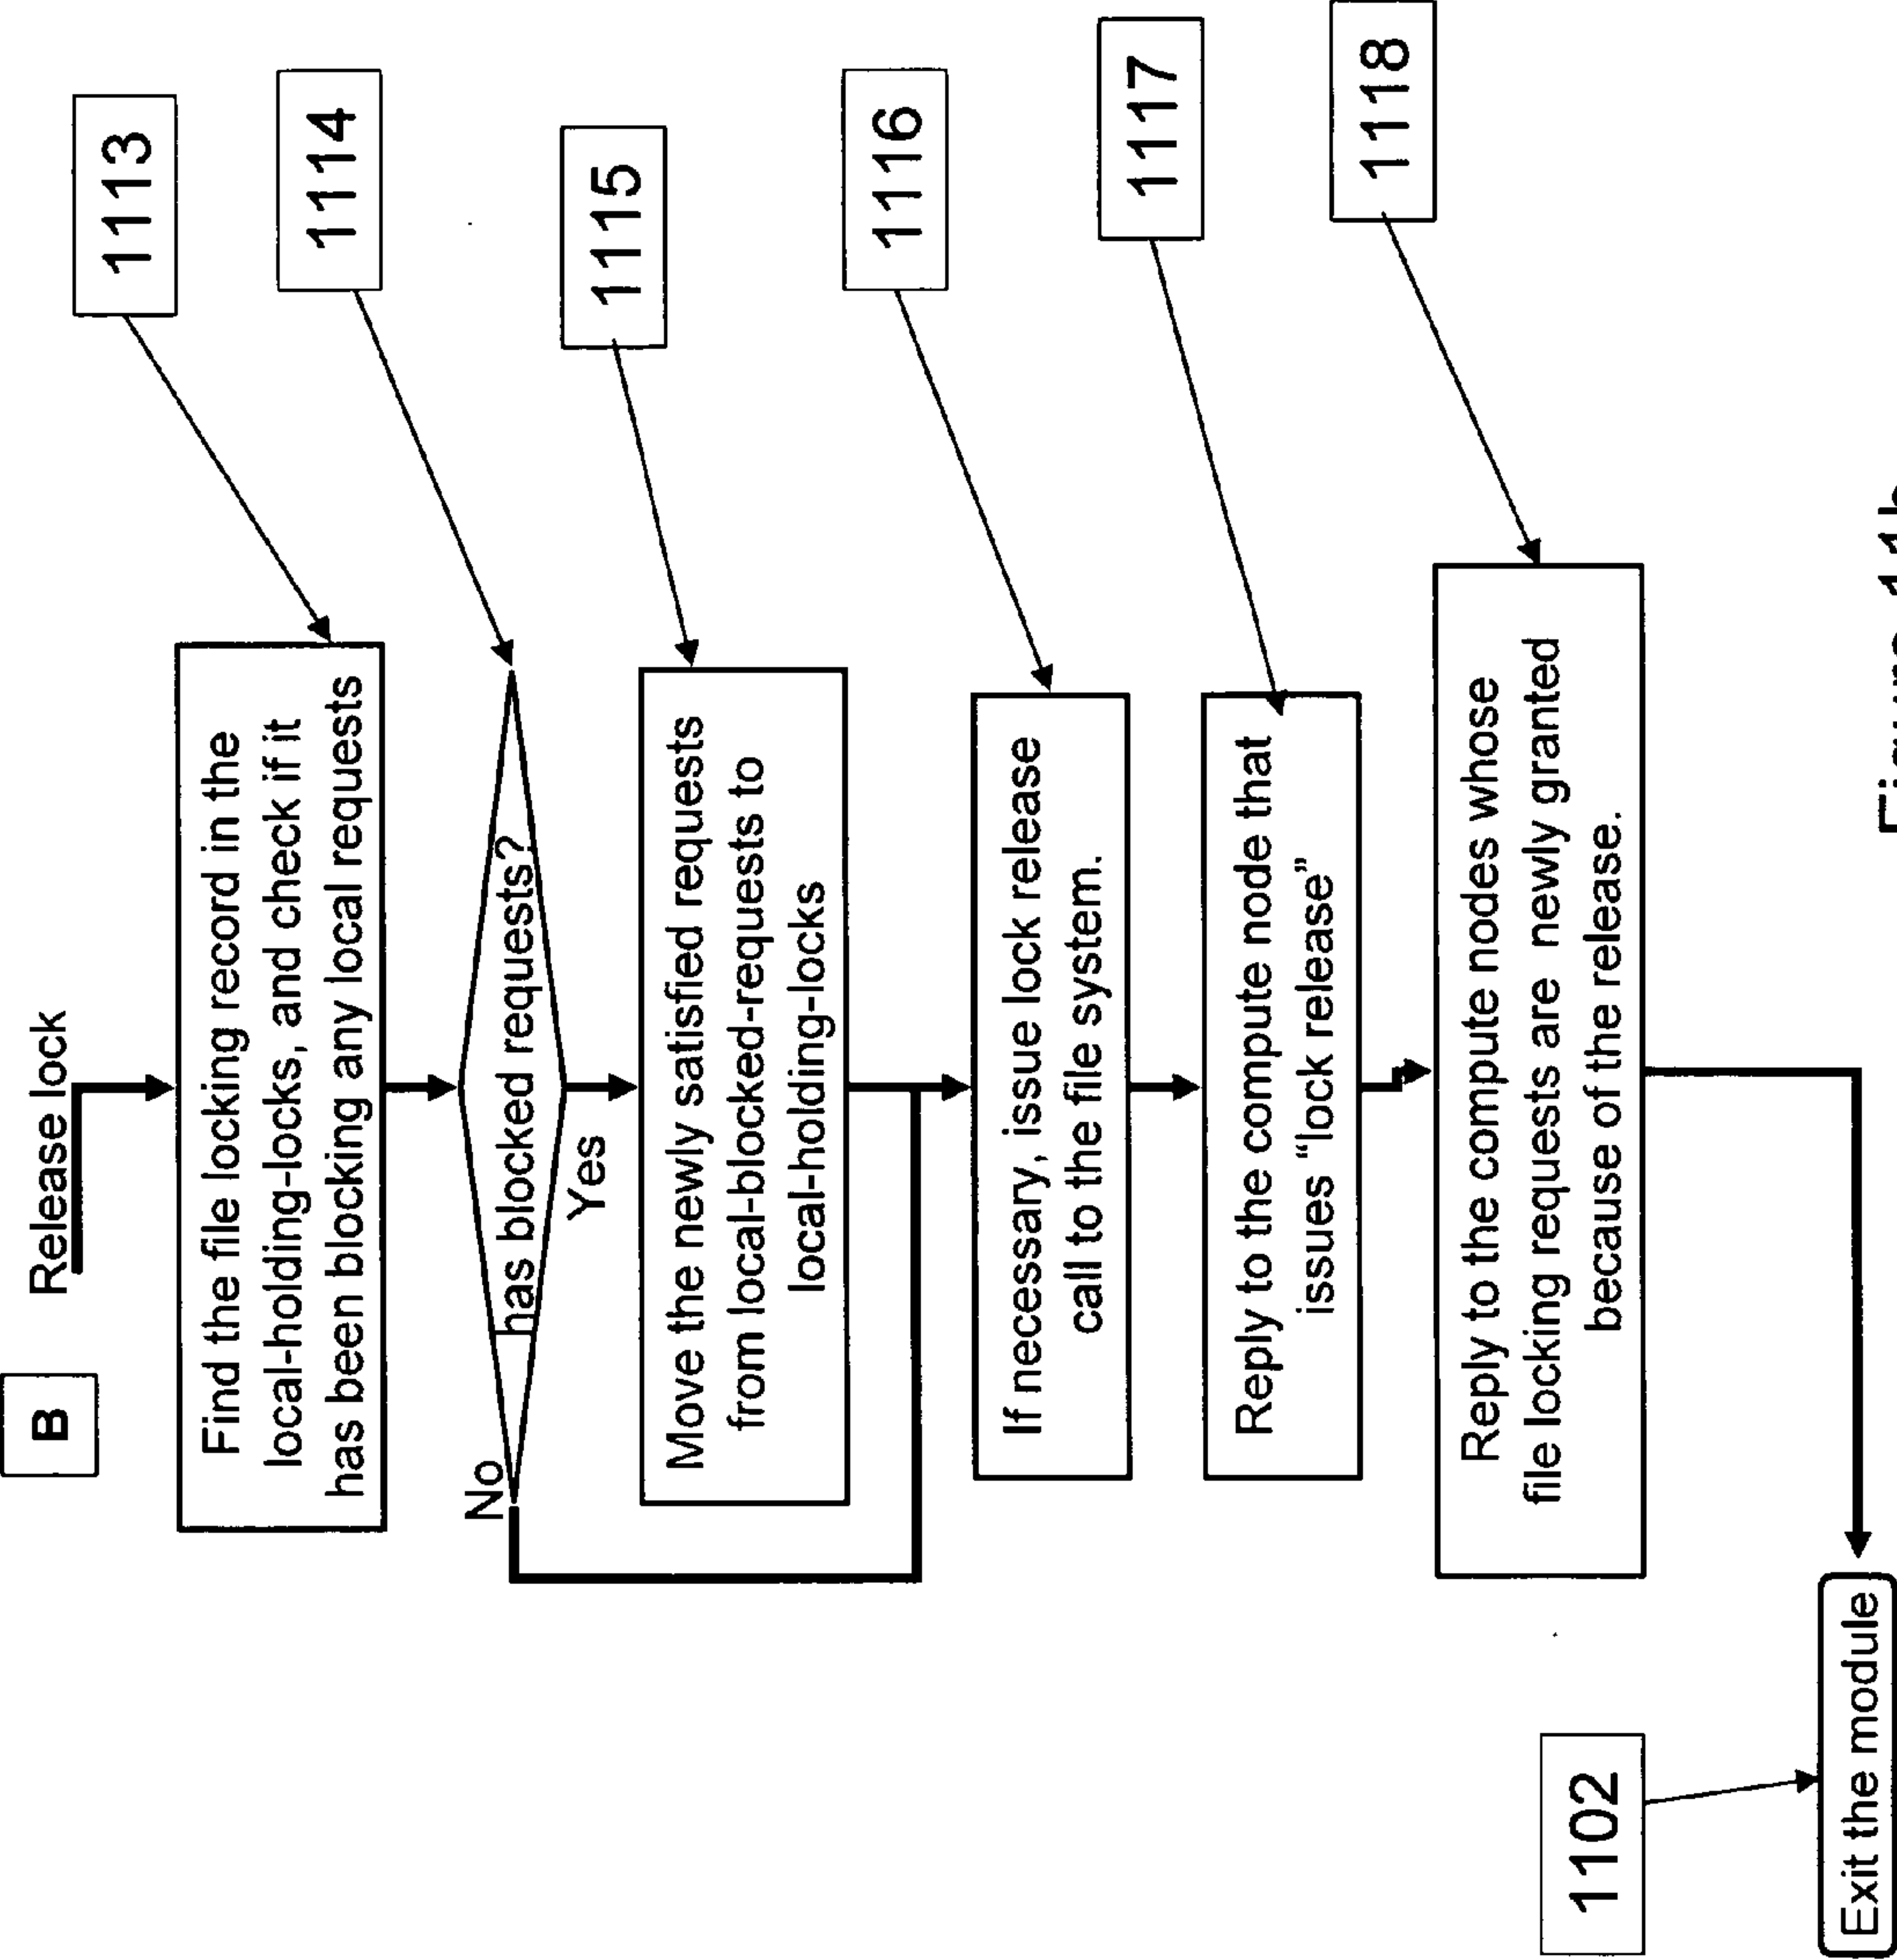 B
Release lock
1113
Find the file locking record in the
local-holding-locks, and check if it
has been blocking any local requests
1114
has blocked requests?
No
Yes
1115
Move the newly satisfied requests
from local-blocked-requests to
local-holding-locks
1116
If necessary, issue lock release
call to the file system.
1117
Reply to the compute node that
issues “lock release”
1118
Reply to the compute nodes whose
file locking requests are newly granted
because of the release.
1102
Exit the module